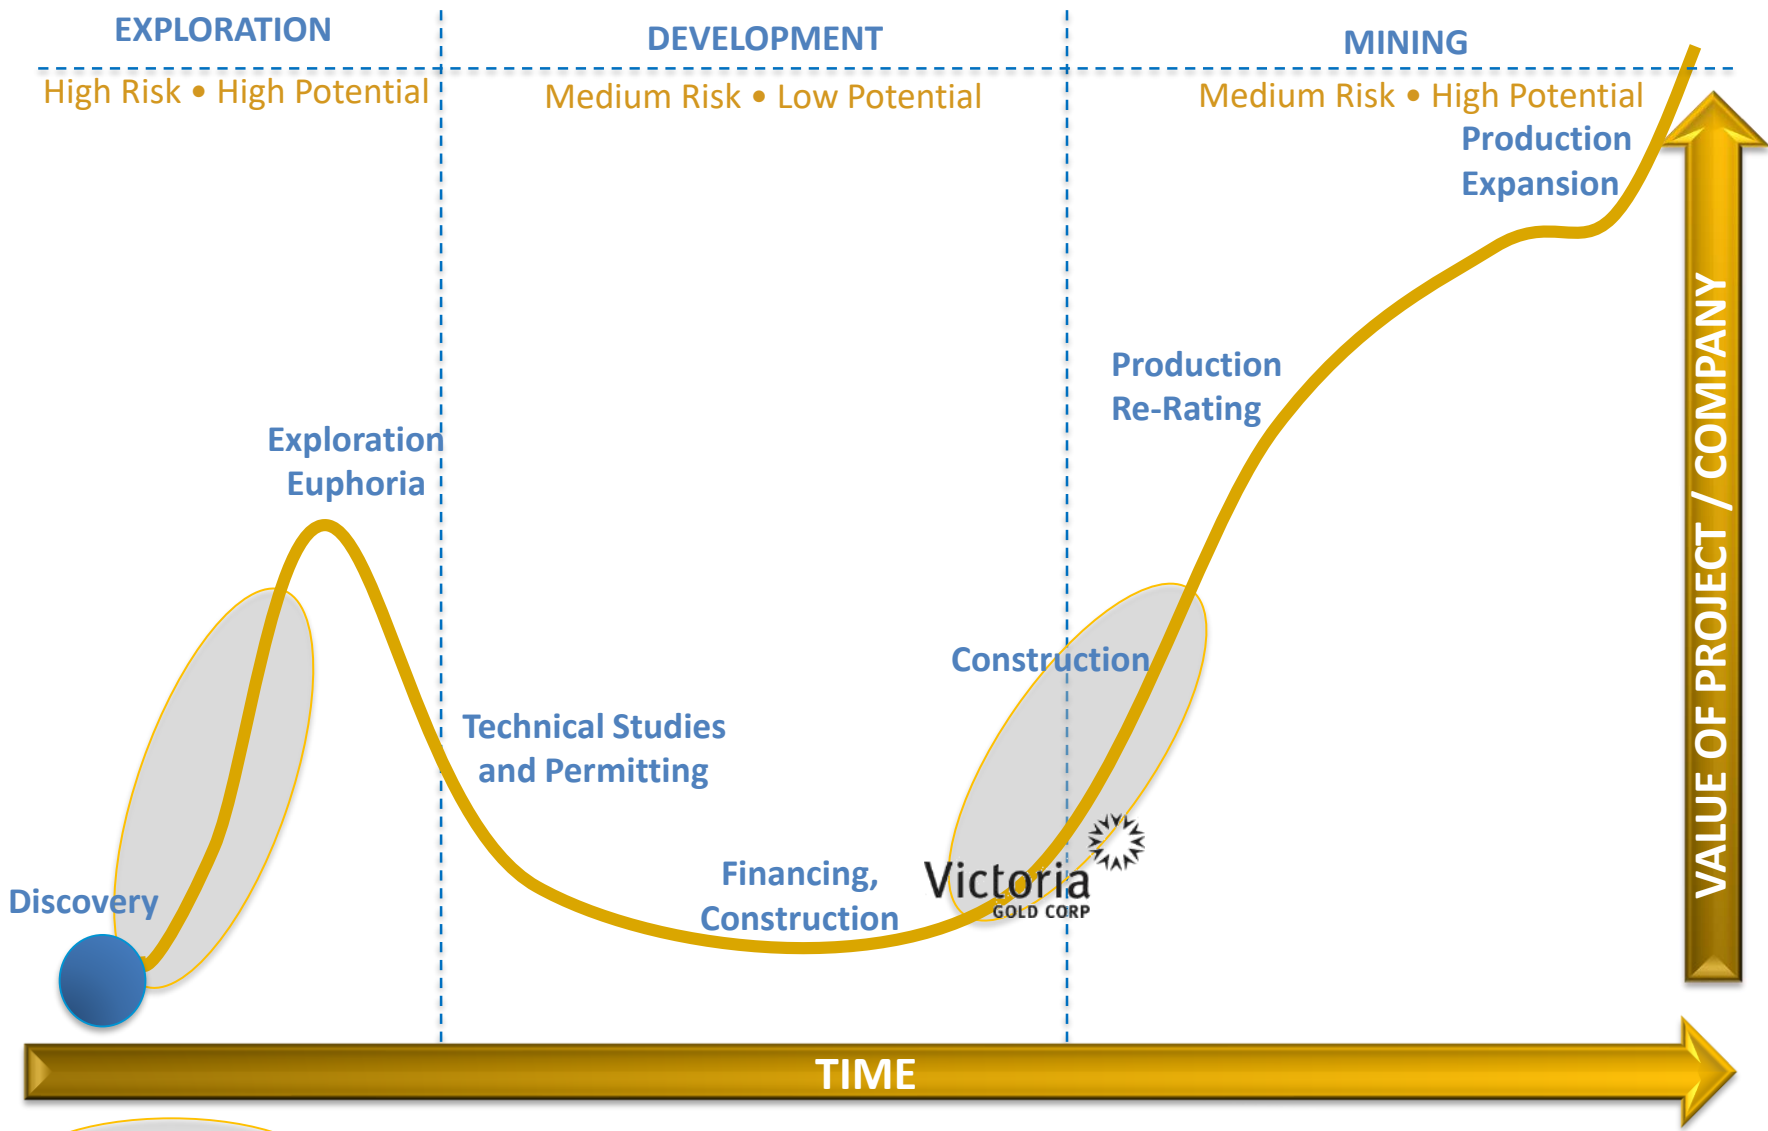 EXPLORATION
High Risk • High Potential
DEVELOPMENT
Medium Risk • Low Potential
MINING
Medium Risk • High Potential
Production
Expansion
Production
Re-Rating
Exploration
Euphoria
Construction
Technical Studies
and Permitting
Financing,
Construction
Victoria
GOLD CORP
Discovery
VALUE OF PROJECT / COMPANY
TIME